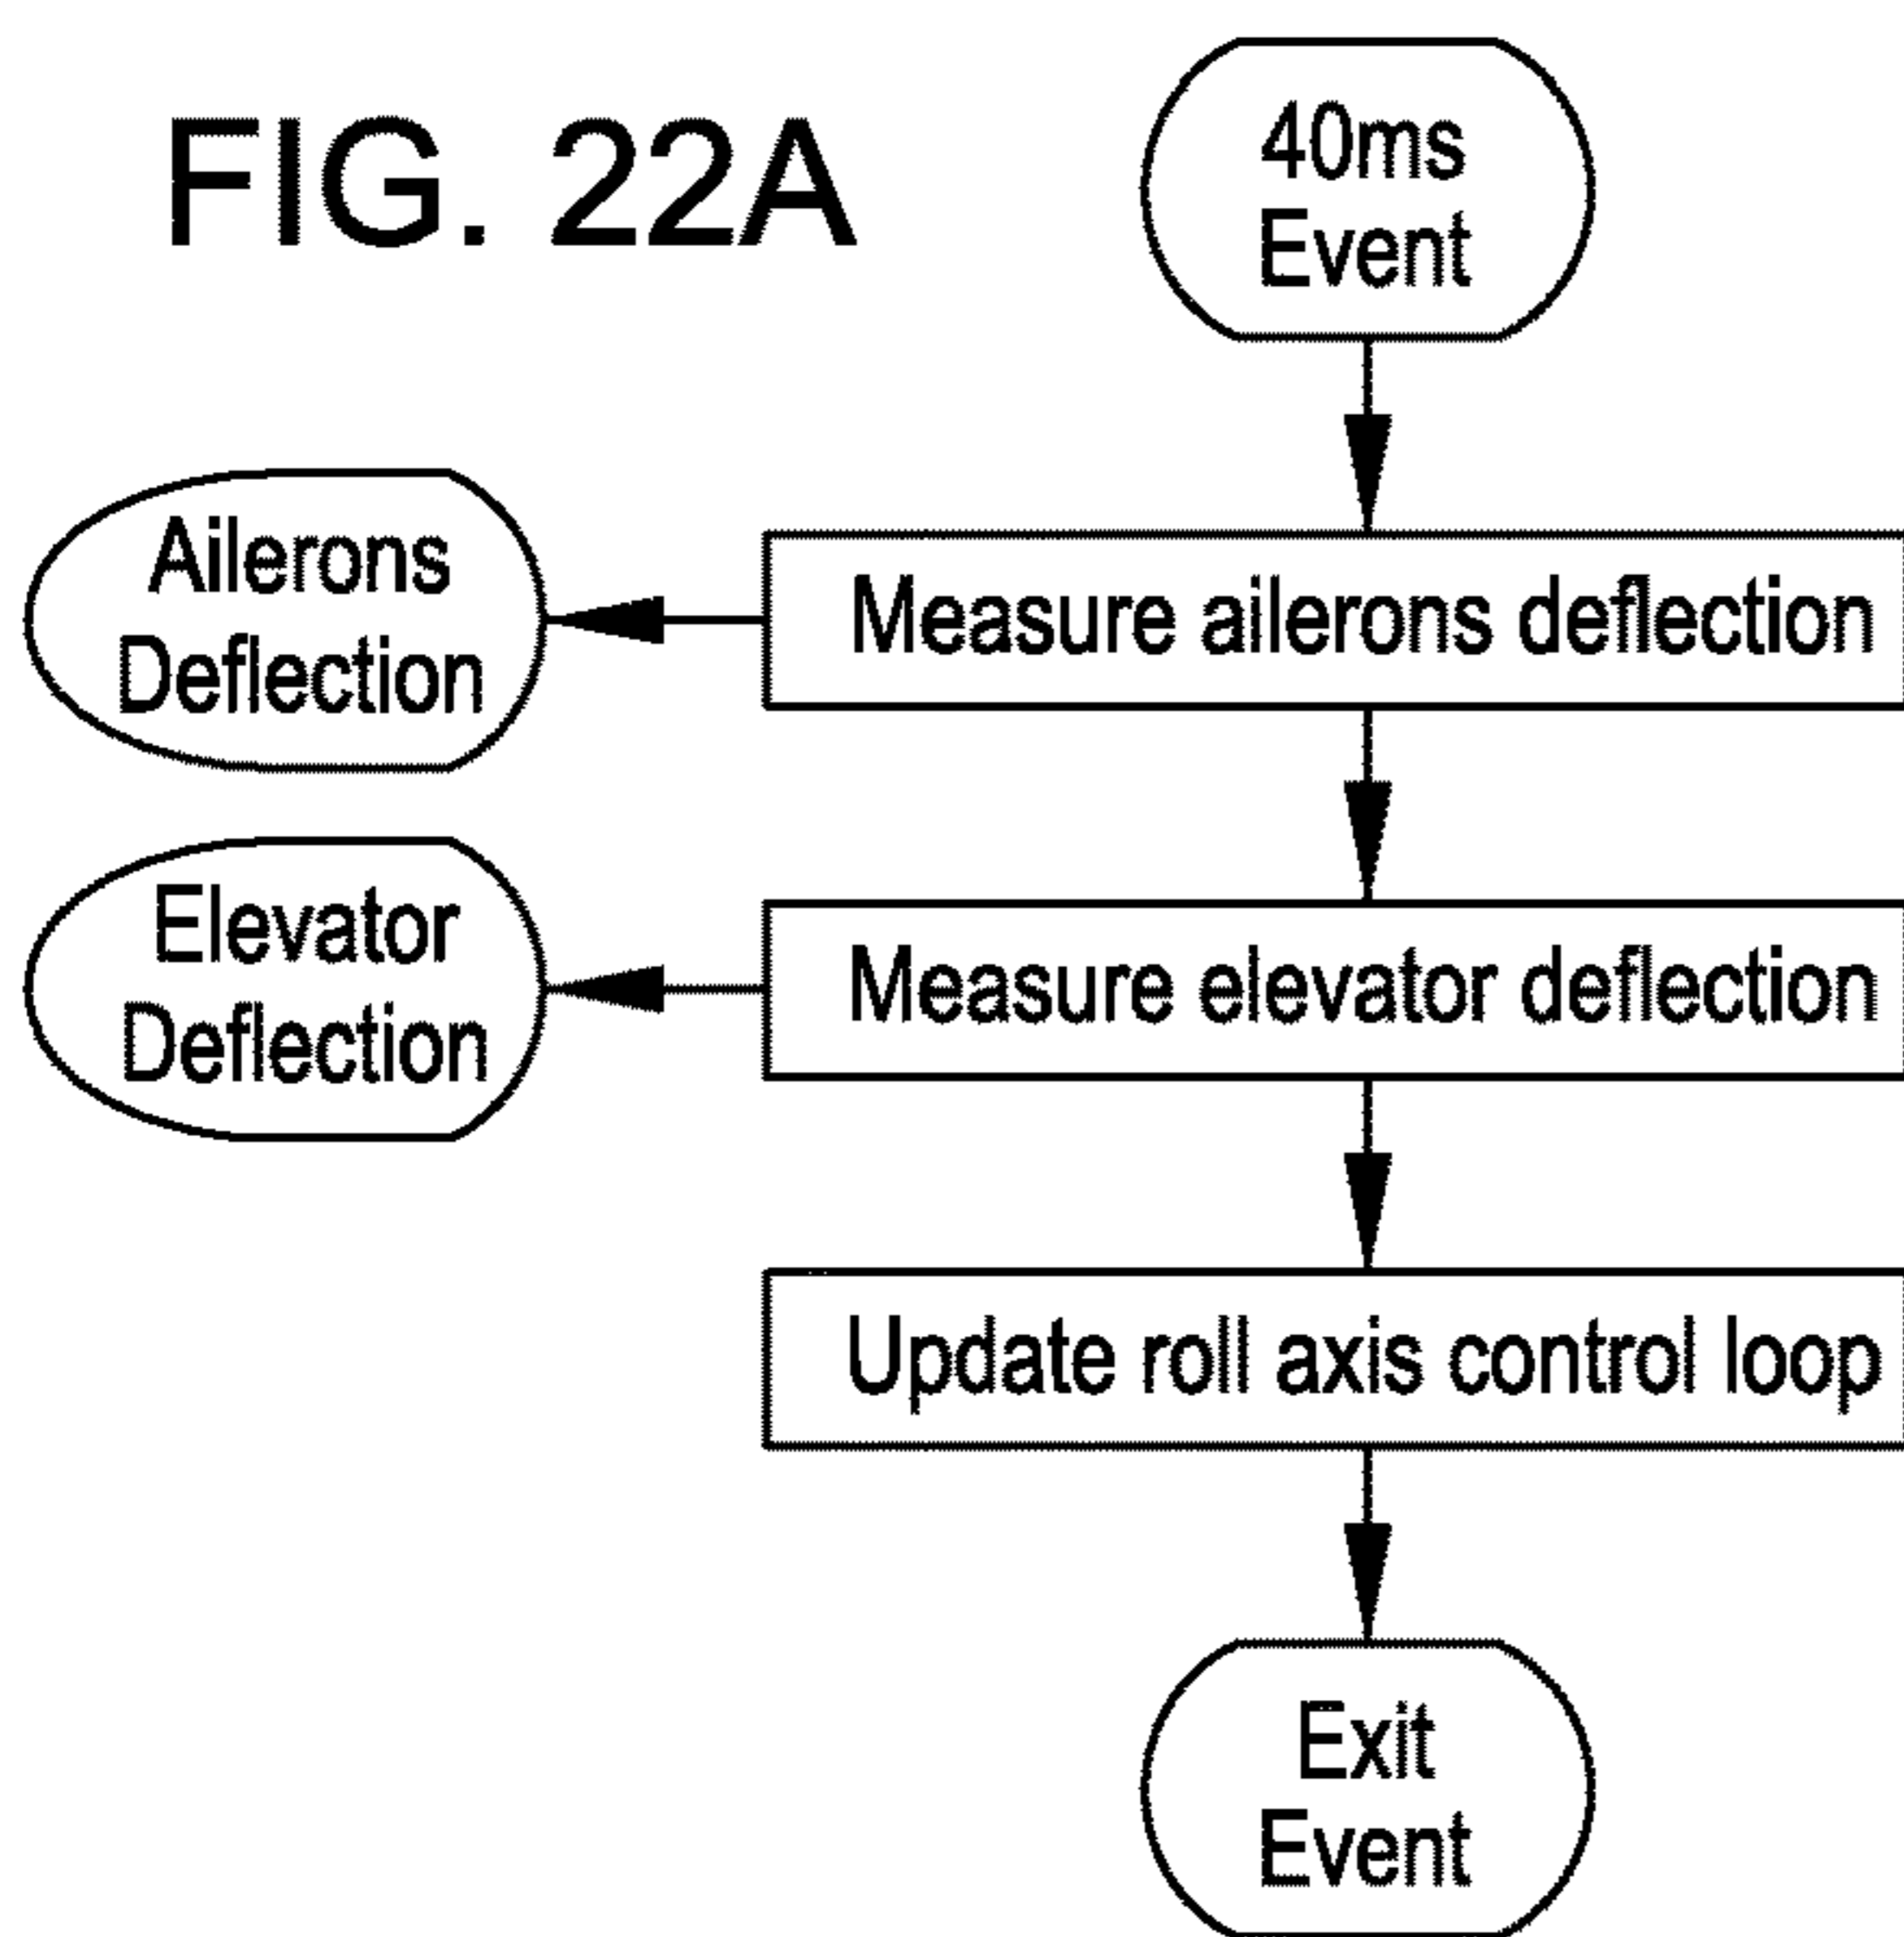 FIG. 22A
40ms
Event
Ailerons
Deflection
Measure ailerons deflection
Elevator
Deflection
Measure elevator deflection
Update roll axis control loop
Exit
Event